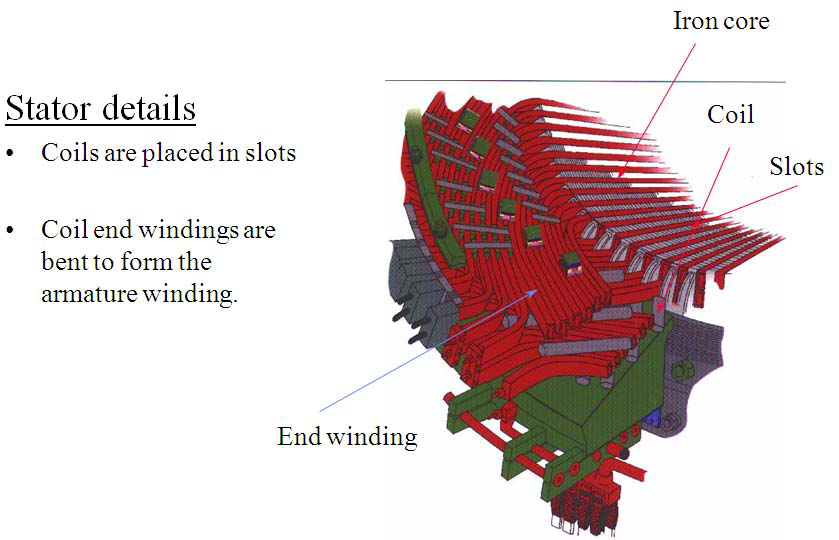 Stator details
• Coils are placed in slots
• Coil end windings are
bent to form the
armature winding.
Iron core
Coil
Slots
End winding